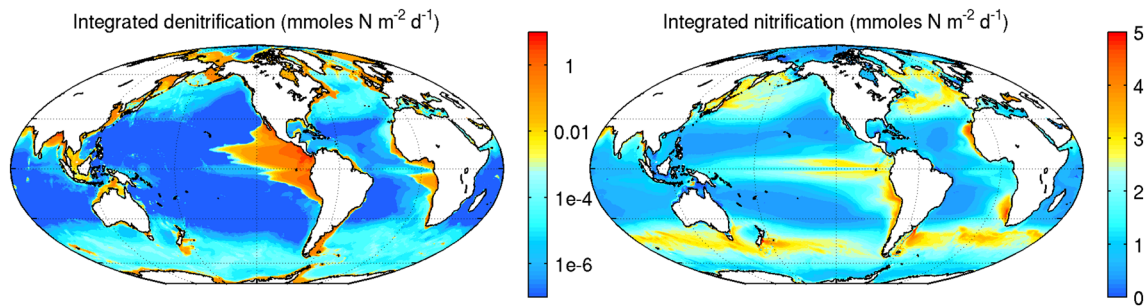 Integrated denitrification (mmoles N m⁻² d⁻¹)
1
0.01
1e-4
1e-6
Integrated nitrification (mmoles N m⁻² d⁻¹)
5
4
3
2
1
0